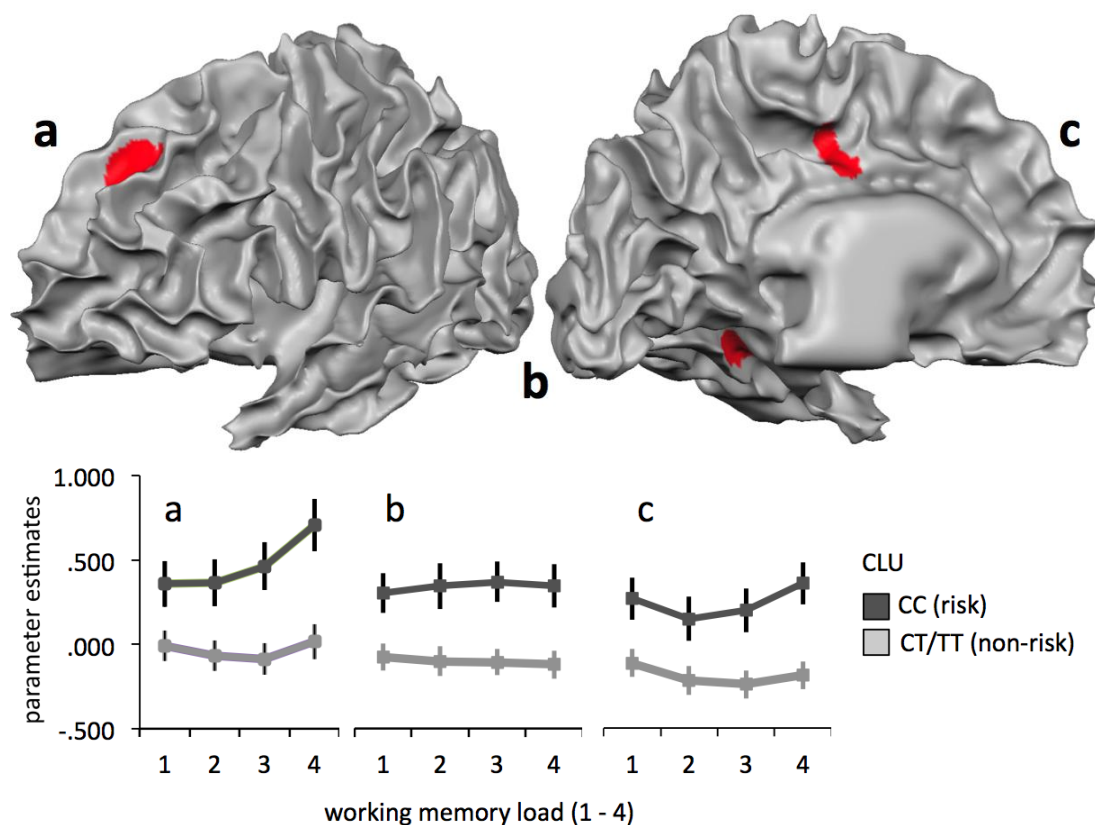 a
c
b
parameter estimates
1.000
.500
.000
-.500
a
b
c
1 2 3 4
1 2 3 4
1 2 3 4
working memory load (1 - 4)
CLU
CC (risk)
CT/TT (non-risk)